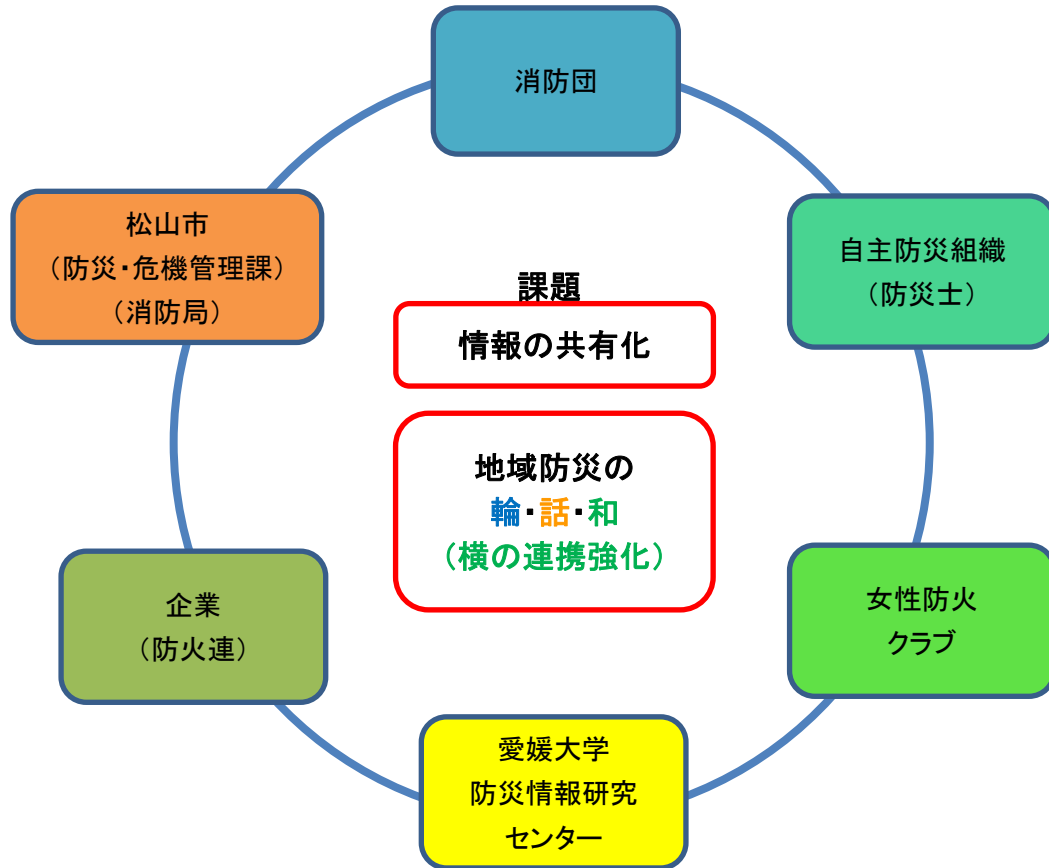 消防団
松山市
（防災・危機管理課）
（消防局）
自主防災組織
（防災士）
課題
情報の共有化
地域防災の
輪・話・和
（横の連携強化）
企業
（防火連）
女性防火
クラブ
愛媛大学
防災情報研究
センター